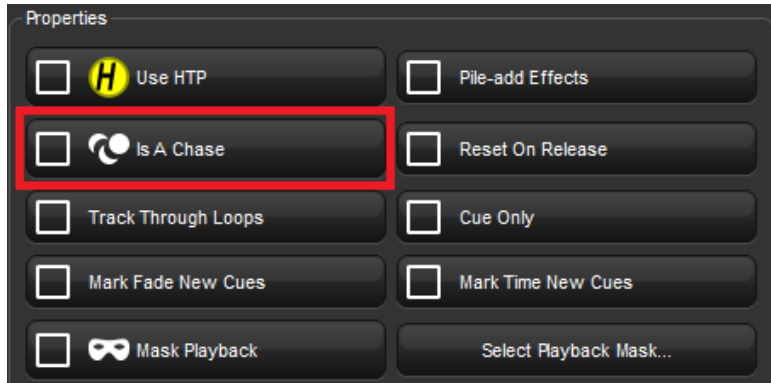 Properties
H Use HTP
Pile-add Effects
Is A Chase
Reset On Release
Track Through Loops
Cue Only
Mark Fade New Cues
Mark Time New Cues
Mask Playback
Select Playback Mask...